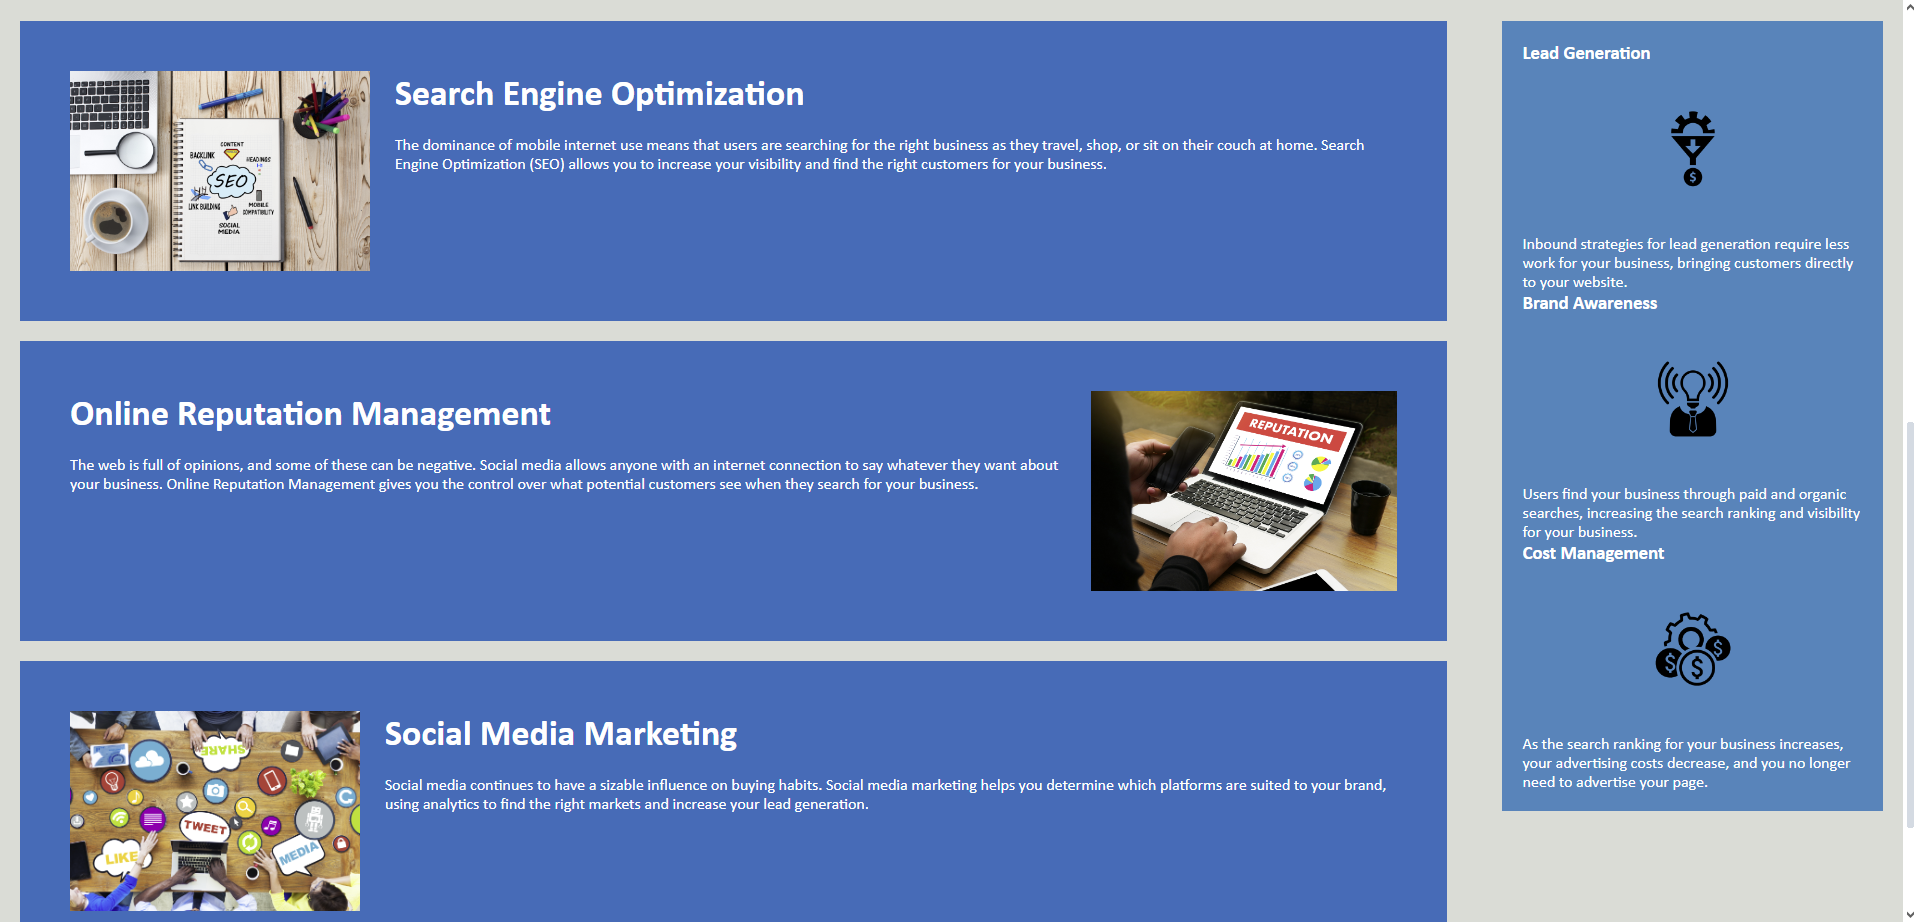 Search Engine Optimization
The dominance of mobile internet use means that users are searching for the right business as they travel, shop, or sit on their couch at home. Search
Engine Optimization (SEO) allows you to increase your visibility and find the right customers for your business.
CONTENT
BACKLINK
HEADINGS
SEO
LINK BUILDING
MOBILE
COMPATIBILITY
SOCIAL
MEDIA
Online Reputation Management
The web is full of opinions, and some of these can be negative. Social media allows anyone with an internet connection to say whatever they want about
your business. Online Reputation Management gives you the control over what potential customers see when they search for your business.
REPUTATION
Social Media Marketing
Social media continues to have a sizable influence on buying habits. Social media marketing helps you determine which platforms are suited to your brand,
using analytics to find the right markets and increase your lead generation.
SHARE
TWEET
LIKE
MEDIA
Lead Generation
$
Inbound strategies for lead generation require less
work for your business, bringing customers directly
to your website.
Brand Awareness
Users find your business through paid and organic
searches, increasing the search ranking and visibility
for your business.
Cost Management
$ $ $
As the search ranking for your business increases,
your advertising costs decrease, and you no longer
need to advertise your page.